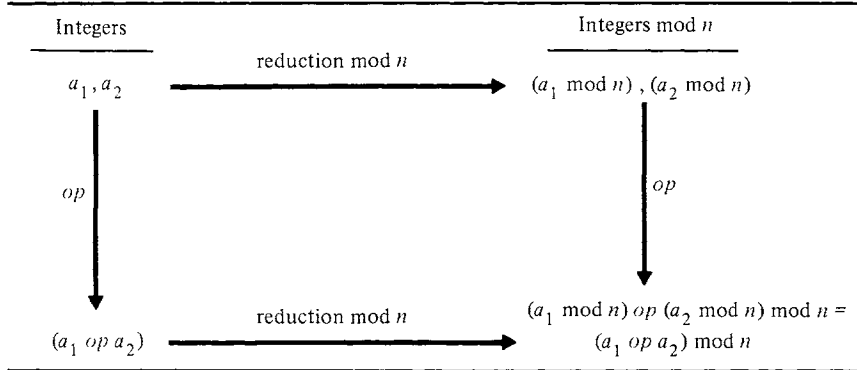 Integers
Integers mod n
reduction mod n
a1, a2
(a1 mod n) , (a2 mod n)
op
op
(a1 mod n) op (a2 mod n) mod n =
reduction mod n
(a1 op a2)
(a1 op a2) mod n